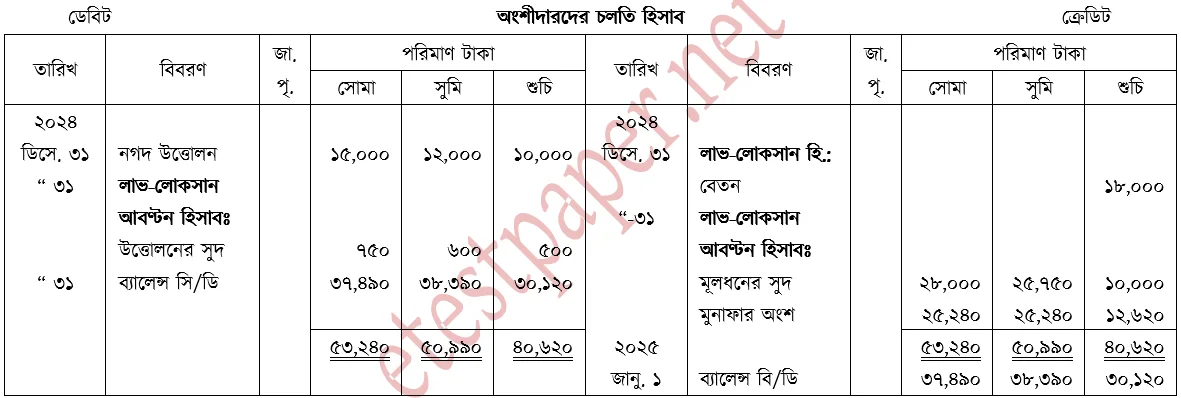 ডেবিট অংশীদারদের চলতি হিসাব ক্রেডিট
তারিখ বিবরণ জা. পৃ. পরিমাণ টাকা তারিখ বিবরণ জা. পৃ. পরিমাণ টাকা
সোমা সুমি শুচি সোমা সুমি শুচি
২০২৪ ২০২৪
ডিসে. ৩১ নগদ উত্তোলন ১৫,০০০ ১২,০০০ ১০,০০০ ডিসে. ৩১ লাভ-লোকসান হি.:
“ ৩১ লাভ-লোকসান বেতন ১৮,০০০
আবণ্টন হিসাবঃ “-৩১ লাভ-লোকসান
উত্তোলনের সুদ ৭৫০ ৬০০ ৫০০ আবণ্টন হিসাবঃ
“ ৩১ ব্যালেন্স সি/ডি ৩৭,৪৯০ ৩৮,৩৯০ ৩০,১২০ মূলধনের সুদ ২৮,০০০ ২৫,৭৫০ ১০,০০০
মুনাফার অংশ ২৫,২৪০ ২৫,২৪০ ১২,৬২০
৫৩,২৪০ ৫০,৯৯০ ৪০,৬২০ ২০২৫ ৫৩,২৪০ ৫০,৯৯০ ৪০,৬২০
জানু. ১ ব্যালেন্স বি/ডি ৩৭,৪৯০ ৩৮,৩৯০ ৩০,১২০
etestpaper.net